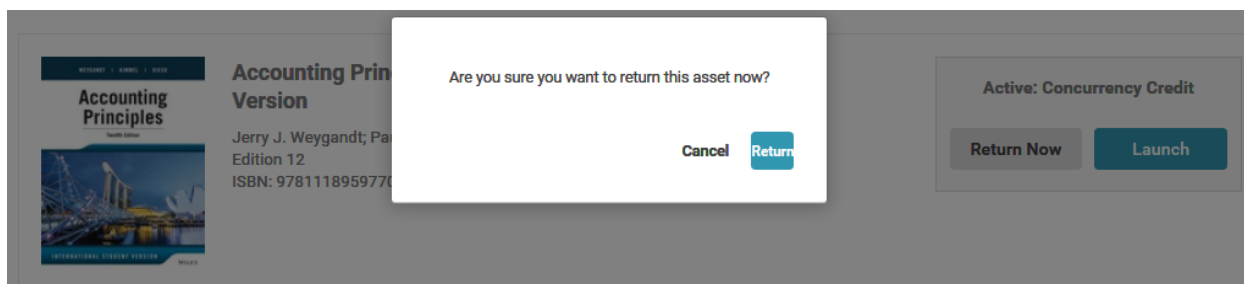 WEYGANDT | KIMMEL | KIESO
Accounting
Principles
Twelfth Edition
INTERNATIONAL STUDENT VERSION
WILEY
Accounting Prin
Version
Jerry J. Weygandt; Pa
Edition 12
ISBN: 9781118959770
Are you sure you want to return this asset now?
Cancel
Return
Active: Concurrency Credit
Return Now
Launch